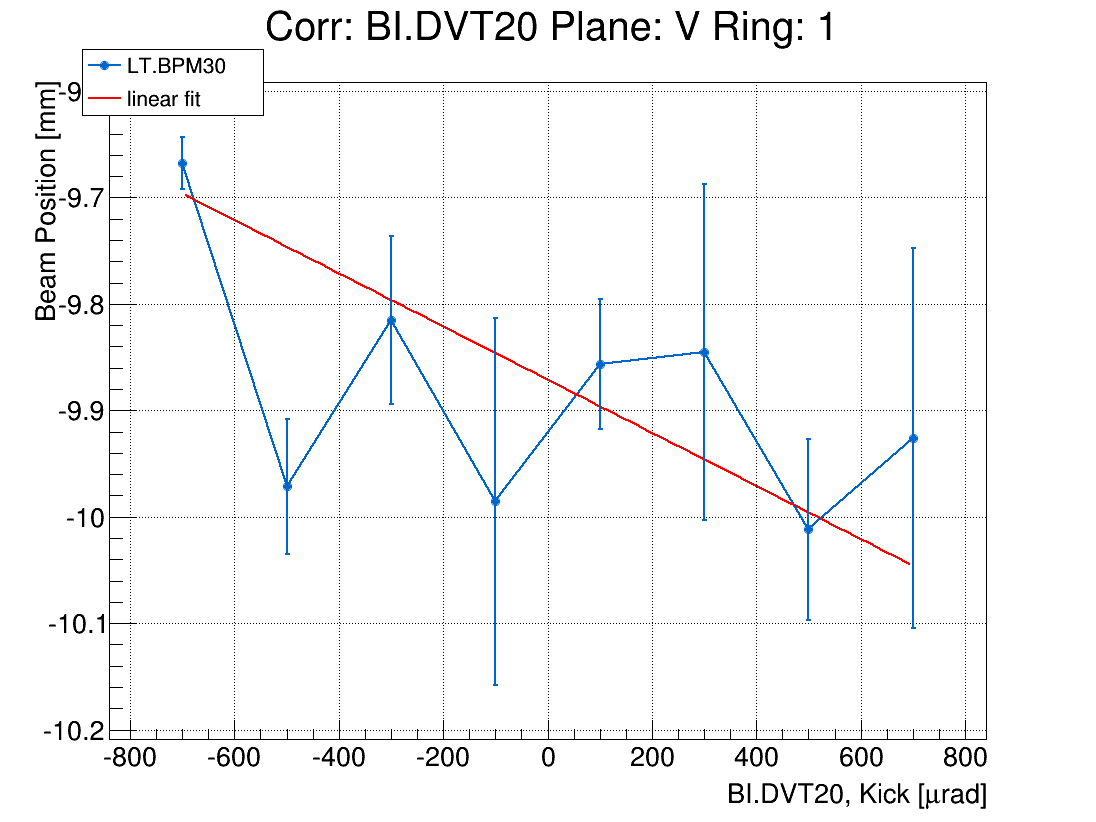 Corr: BI.DVT20 Plane: V Ring: 1
LT.BPM30
linear fit
Beam Position [mm]
-9
-9.7
-9.8
-9.9
-10
-10.1
-10.2
-800 -600 -400 -200 0 200 400 600 800
BI.DVT20, Kick [μrad]